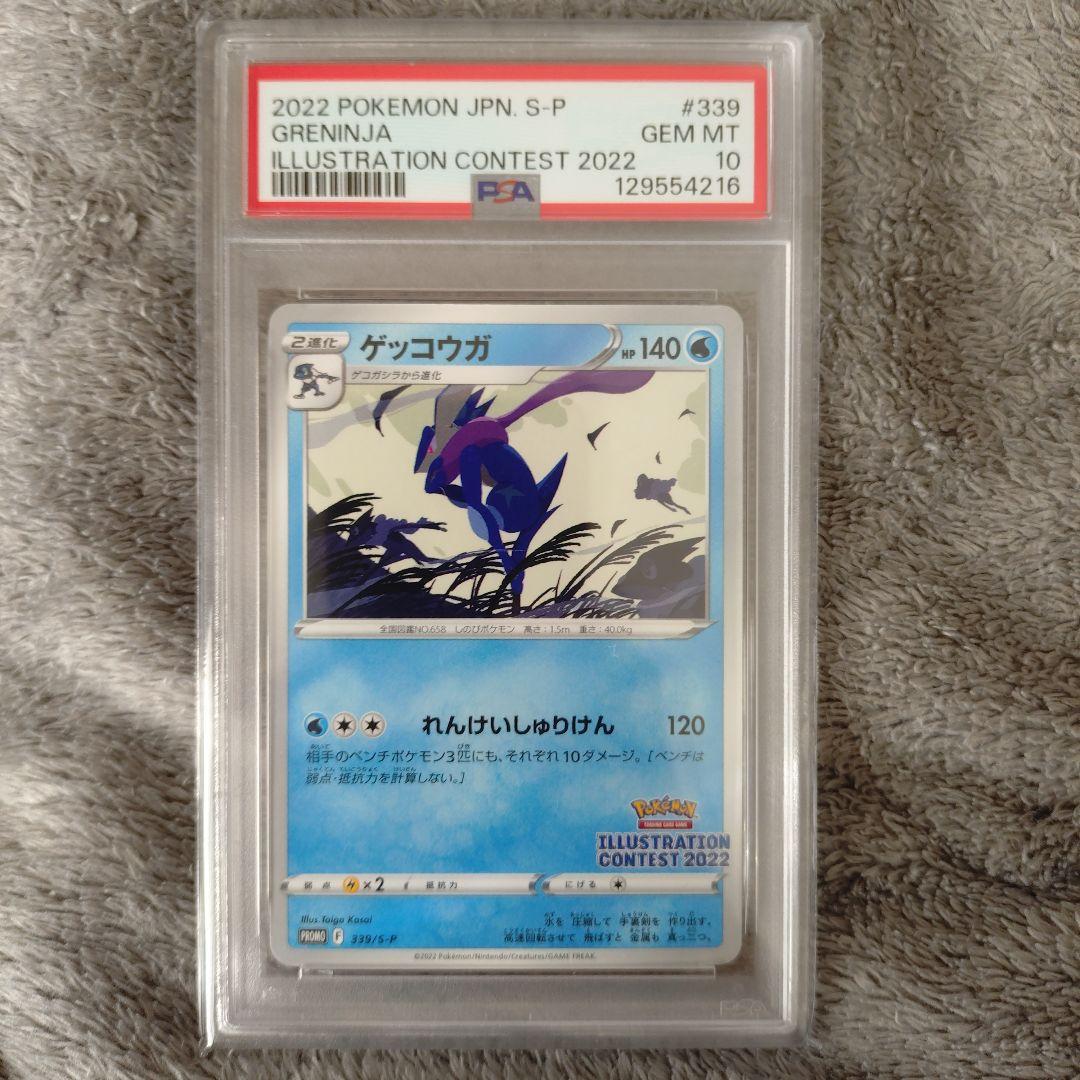 2022 POKEMON JPN. S-P #339
GRENINJA GEM MT
ILLUSTRATION CONTEST 2022 10
PSA 129554216
2進化 ゲッコウガ HP 140
ゲコガシラから進化
全国図鑑NO.658 しのびポケモン 高さ:1.5m 重さ:40.0kg
れんけいしゅりけん 120
相手のベンチポケモン3匹にも、それぞれ10ダメージ。[ベンチは
弱点・抵抗力を計算しない。]
POKéMON
TRADING CARD GAME
ILLUSTRATION
CONTEST 2022
弱点 ×2 抵抗力 にげる
Illus. Taiga Kasai
水を 圧縮して 手裏剣を 作り出す。
高速回転させて 飛ばすと 金属も 真っ二つ。
PROMO F 339/S-P
©2022 Pokémon/Nintendo/Creatures/GAME FREAK.